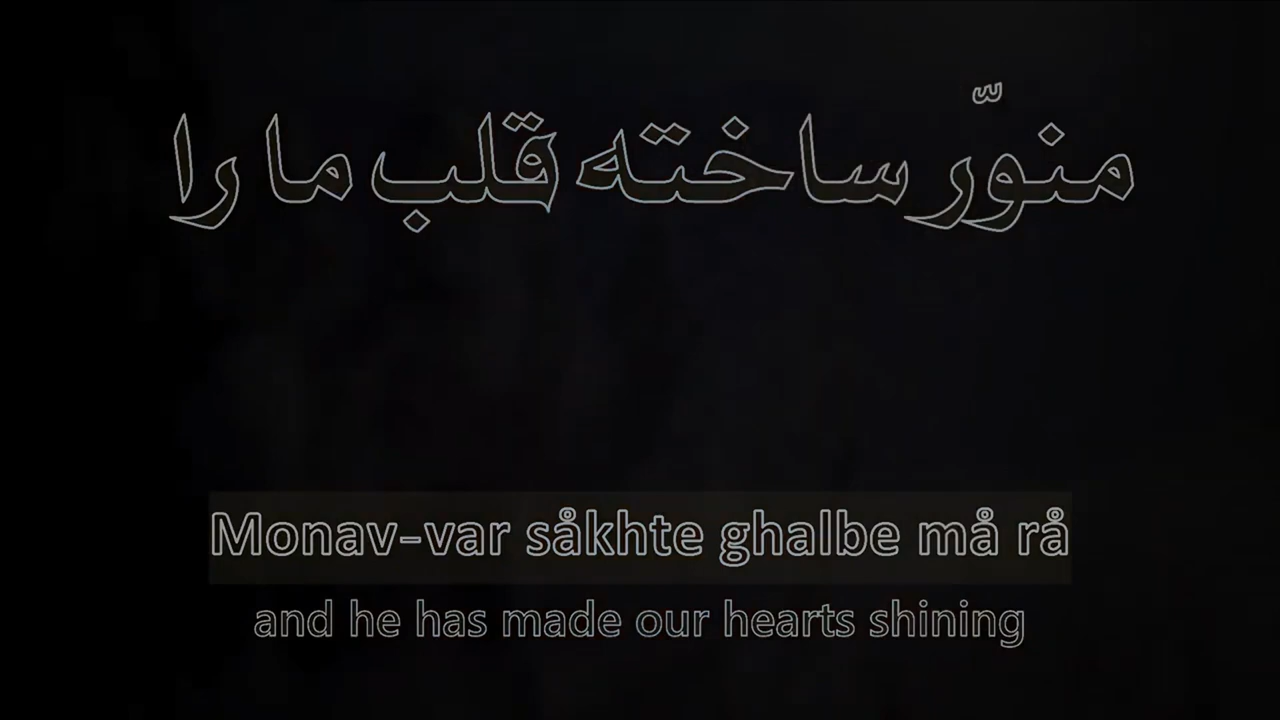 منوّر ساخته قلب ما را
Monav-var såkhte ghalbe må rå
and he has made our hearts shining